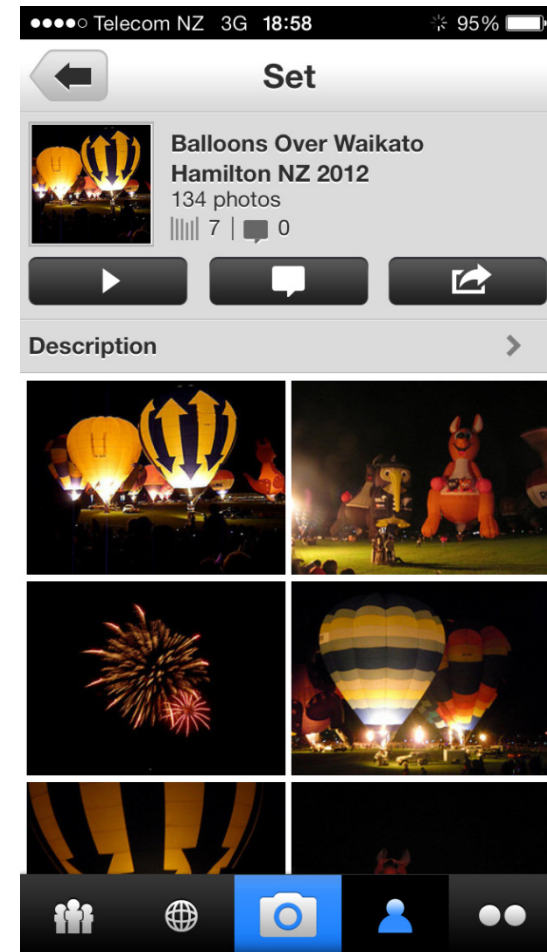 Telecom NZ 3G 18:58 95%
Set
Balloons Over Waikato
Hamilton NZ 2012
134 photos
7 | 0
Description